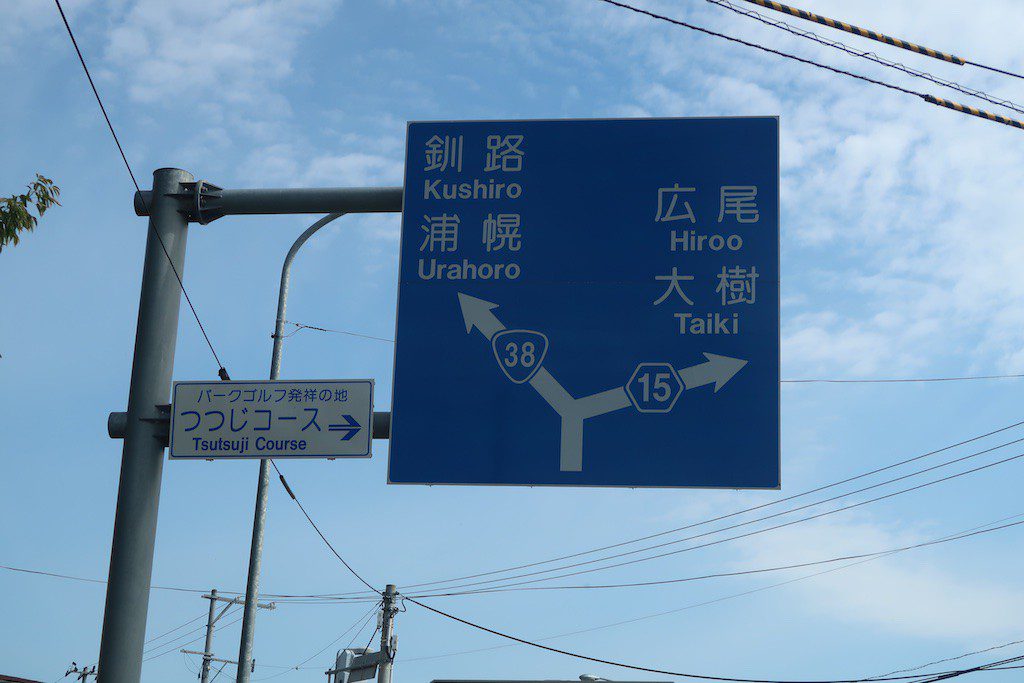 釧路
Kushiro
浦幌
Urahoro
広尾
Hiroo
大樹
Taiki
38
15
パークゴルフ発祥の地
つつじコース
Tsutsuji Course